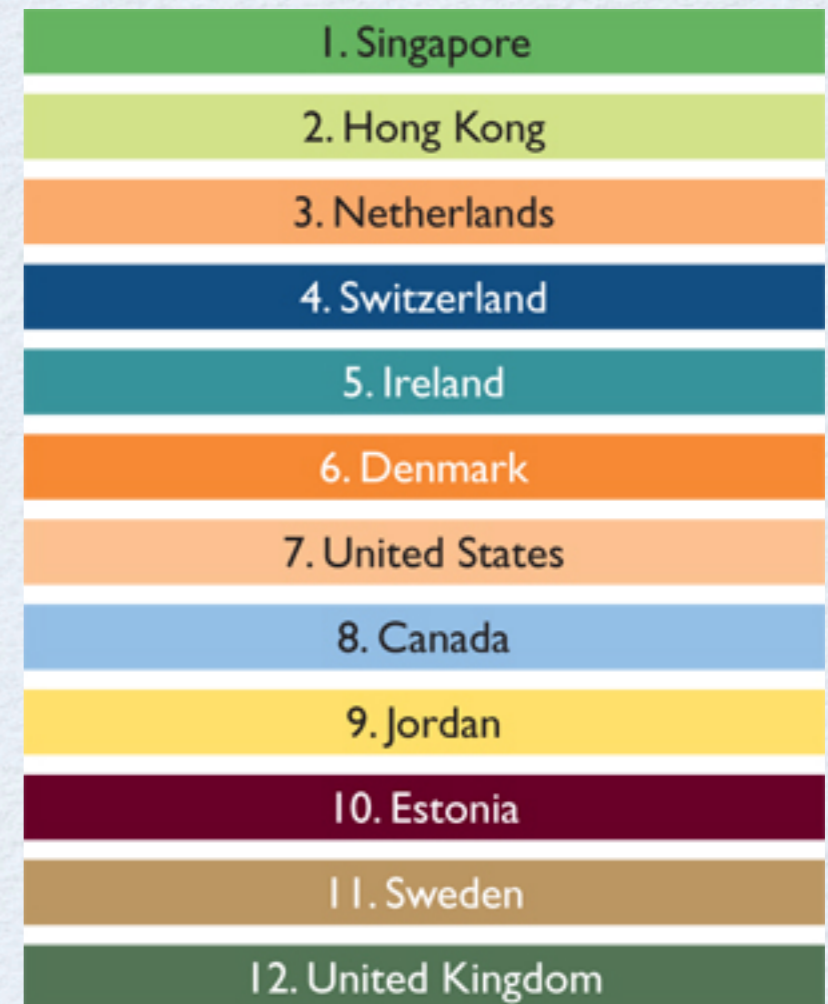 1. Singapore
2. Hong Kong
3. Netherlands
4. Switzerland
5. Ireland
6. Denmark
7. United States
8. Canada
9. Jordan
10. Estonia
11. Sweden
12. United Kingdom